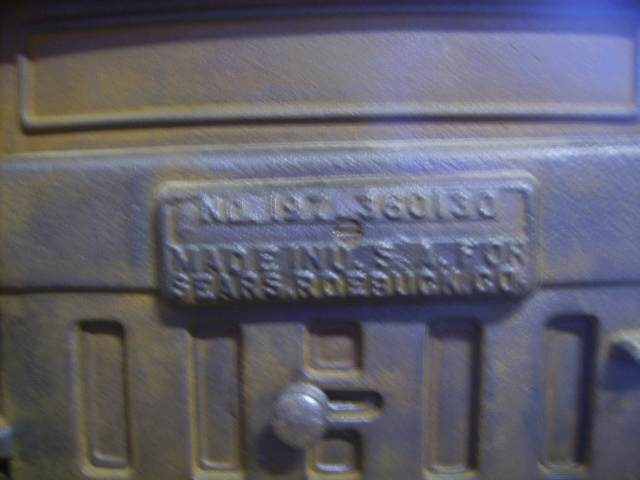 No. 197.360130
MADE IN U.S.A. FOR
SEARS, ROEBUCK, CO.